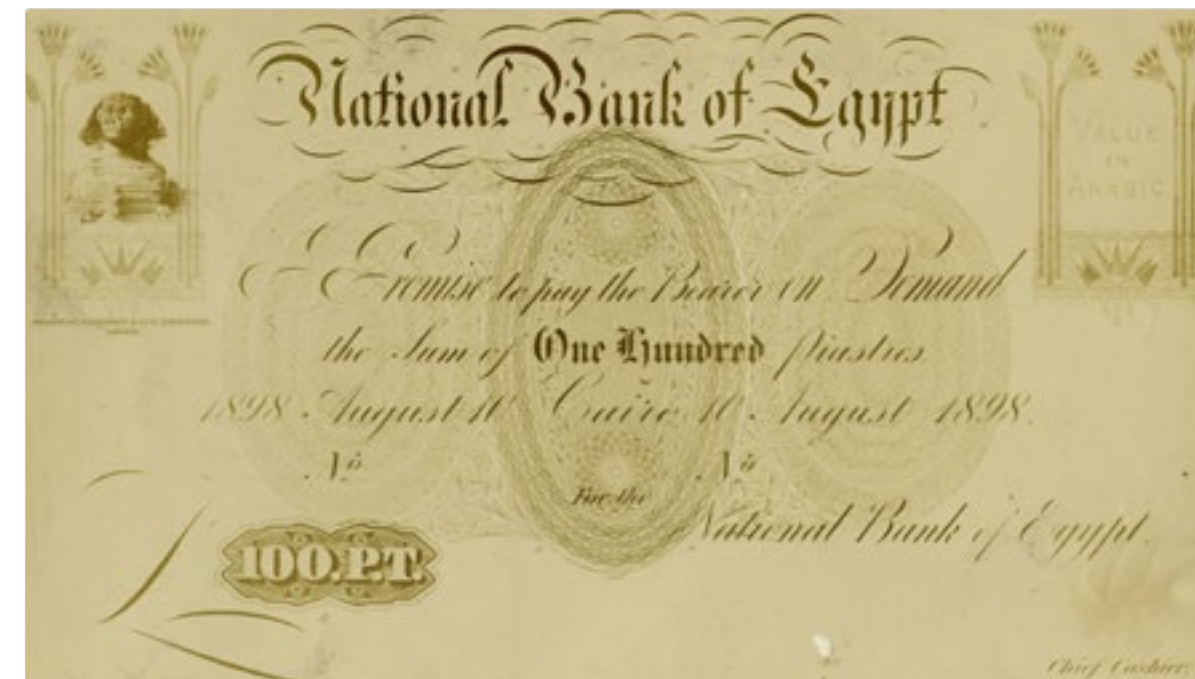 National Bank of Egypt
VALUE
IN
ARABIC
I Promise to pay the Bearer on Demand
the Sum of One Hundred Piastres
1898 August 10 Cairo 10 August 1898.
No No
For the
National Bank of Egypt.
100.P.T.
Chief Cashier.